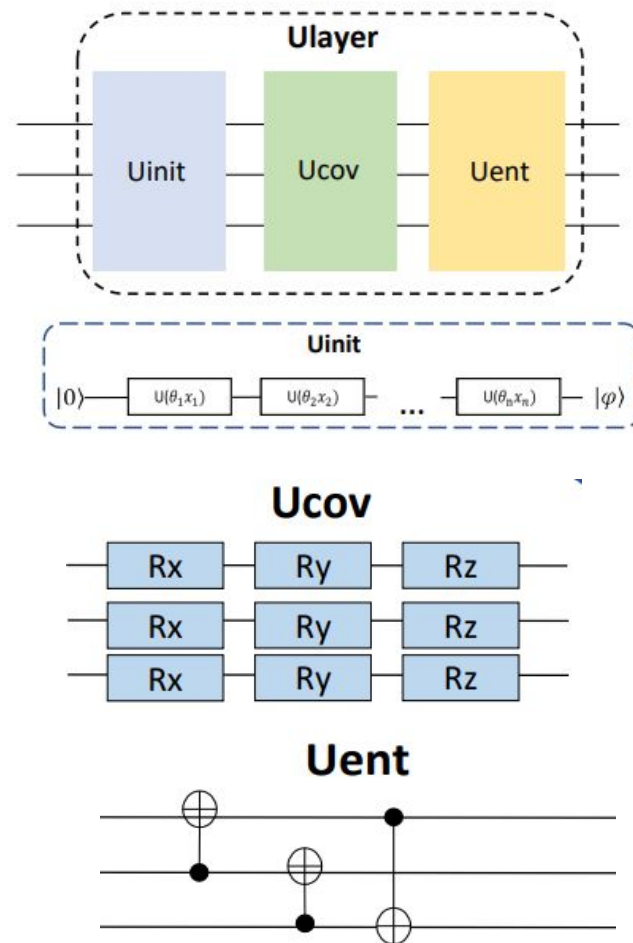 Ulayer
Uinit Ucov Uent
Uinit
|0⟩ U(θ₁x₁) U(θ₂x₂) ... U(θₙxₙ) |φ⟩
Ucov
Rx Ry Rz
Rx Ry Rz
Rx Ry Rz
Uent